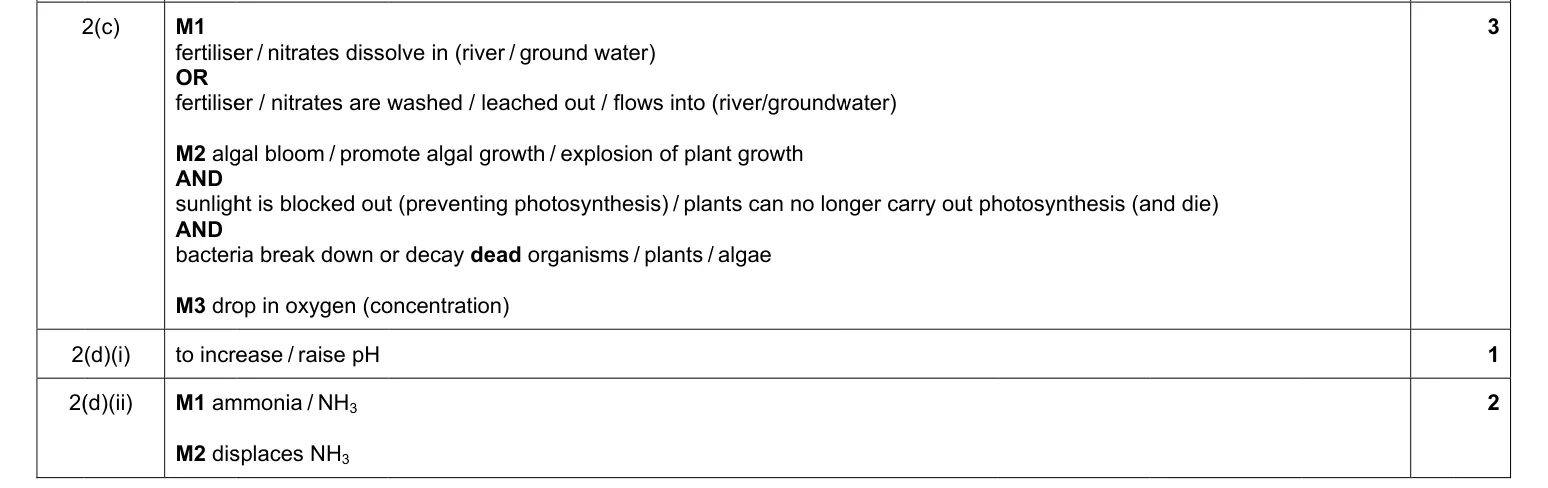 2(c) M1 3
fertiliser / nitrates dissolve in (river / ground water)
OR
fertiliser / nitrates are washed / leached out / flows into (river/groundwater)
M2 algal bloom / promote algal growth / explosion of plant growth
AND
sunlight is blocked out (preventing photosynthesis) / plants can no longer carry out photosynthesis (and die)
AND
bacteria break down or decay dead organisms / plants / algae
M3 drop in oxygen (concentration)
2(d)(i) to increase / raise pH 1
2(d)(ii) M1 ammonia / NH₃ 2
M2 displaces NH₃